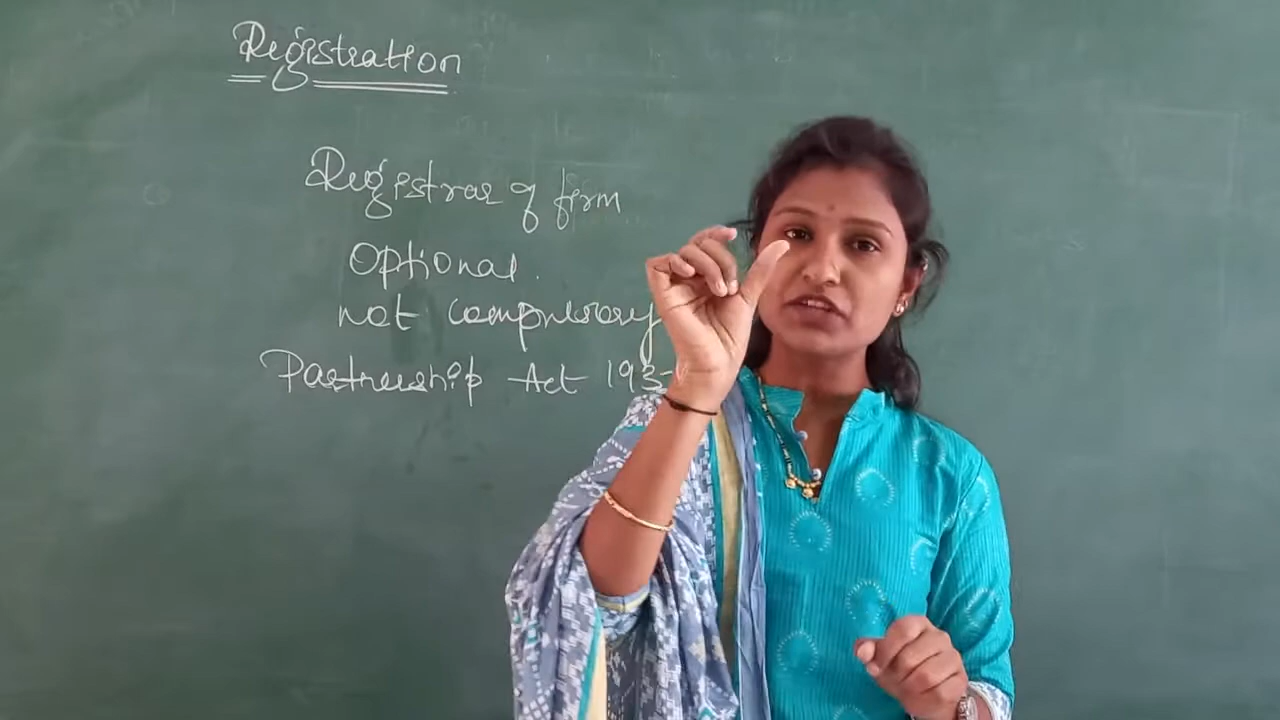 Registration
Registrar of firm
Optional.
not compulsory
Partnership Act 193